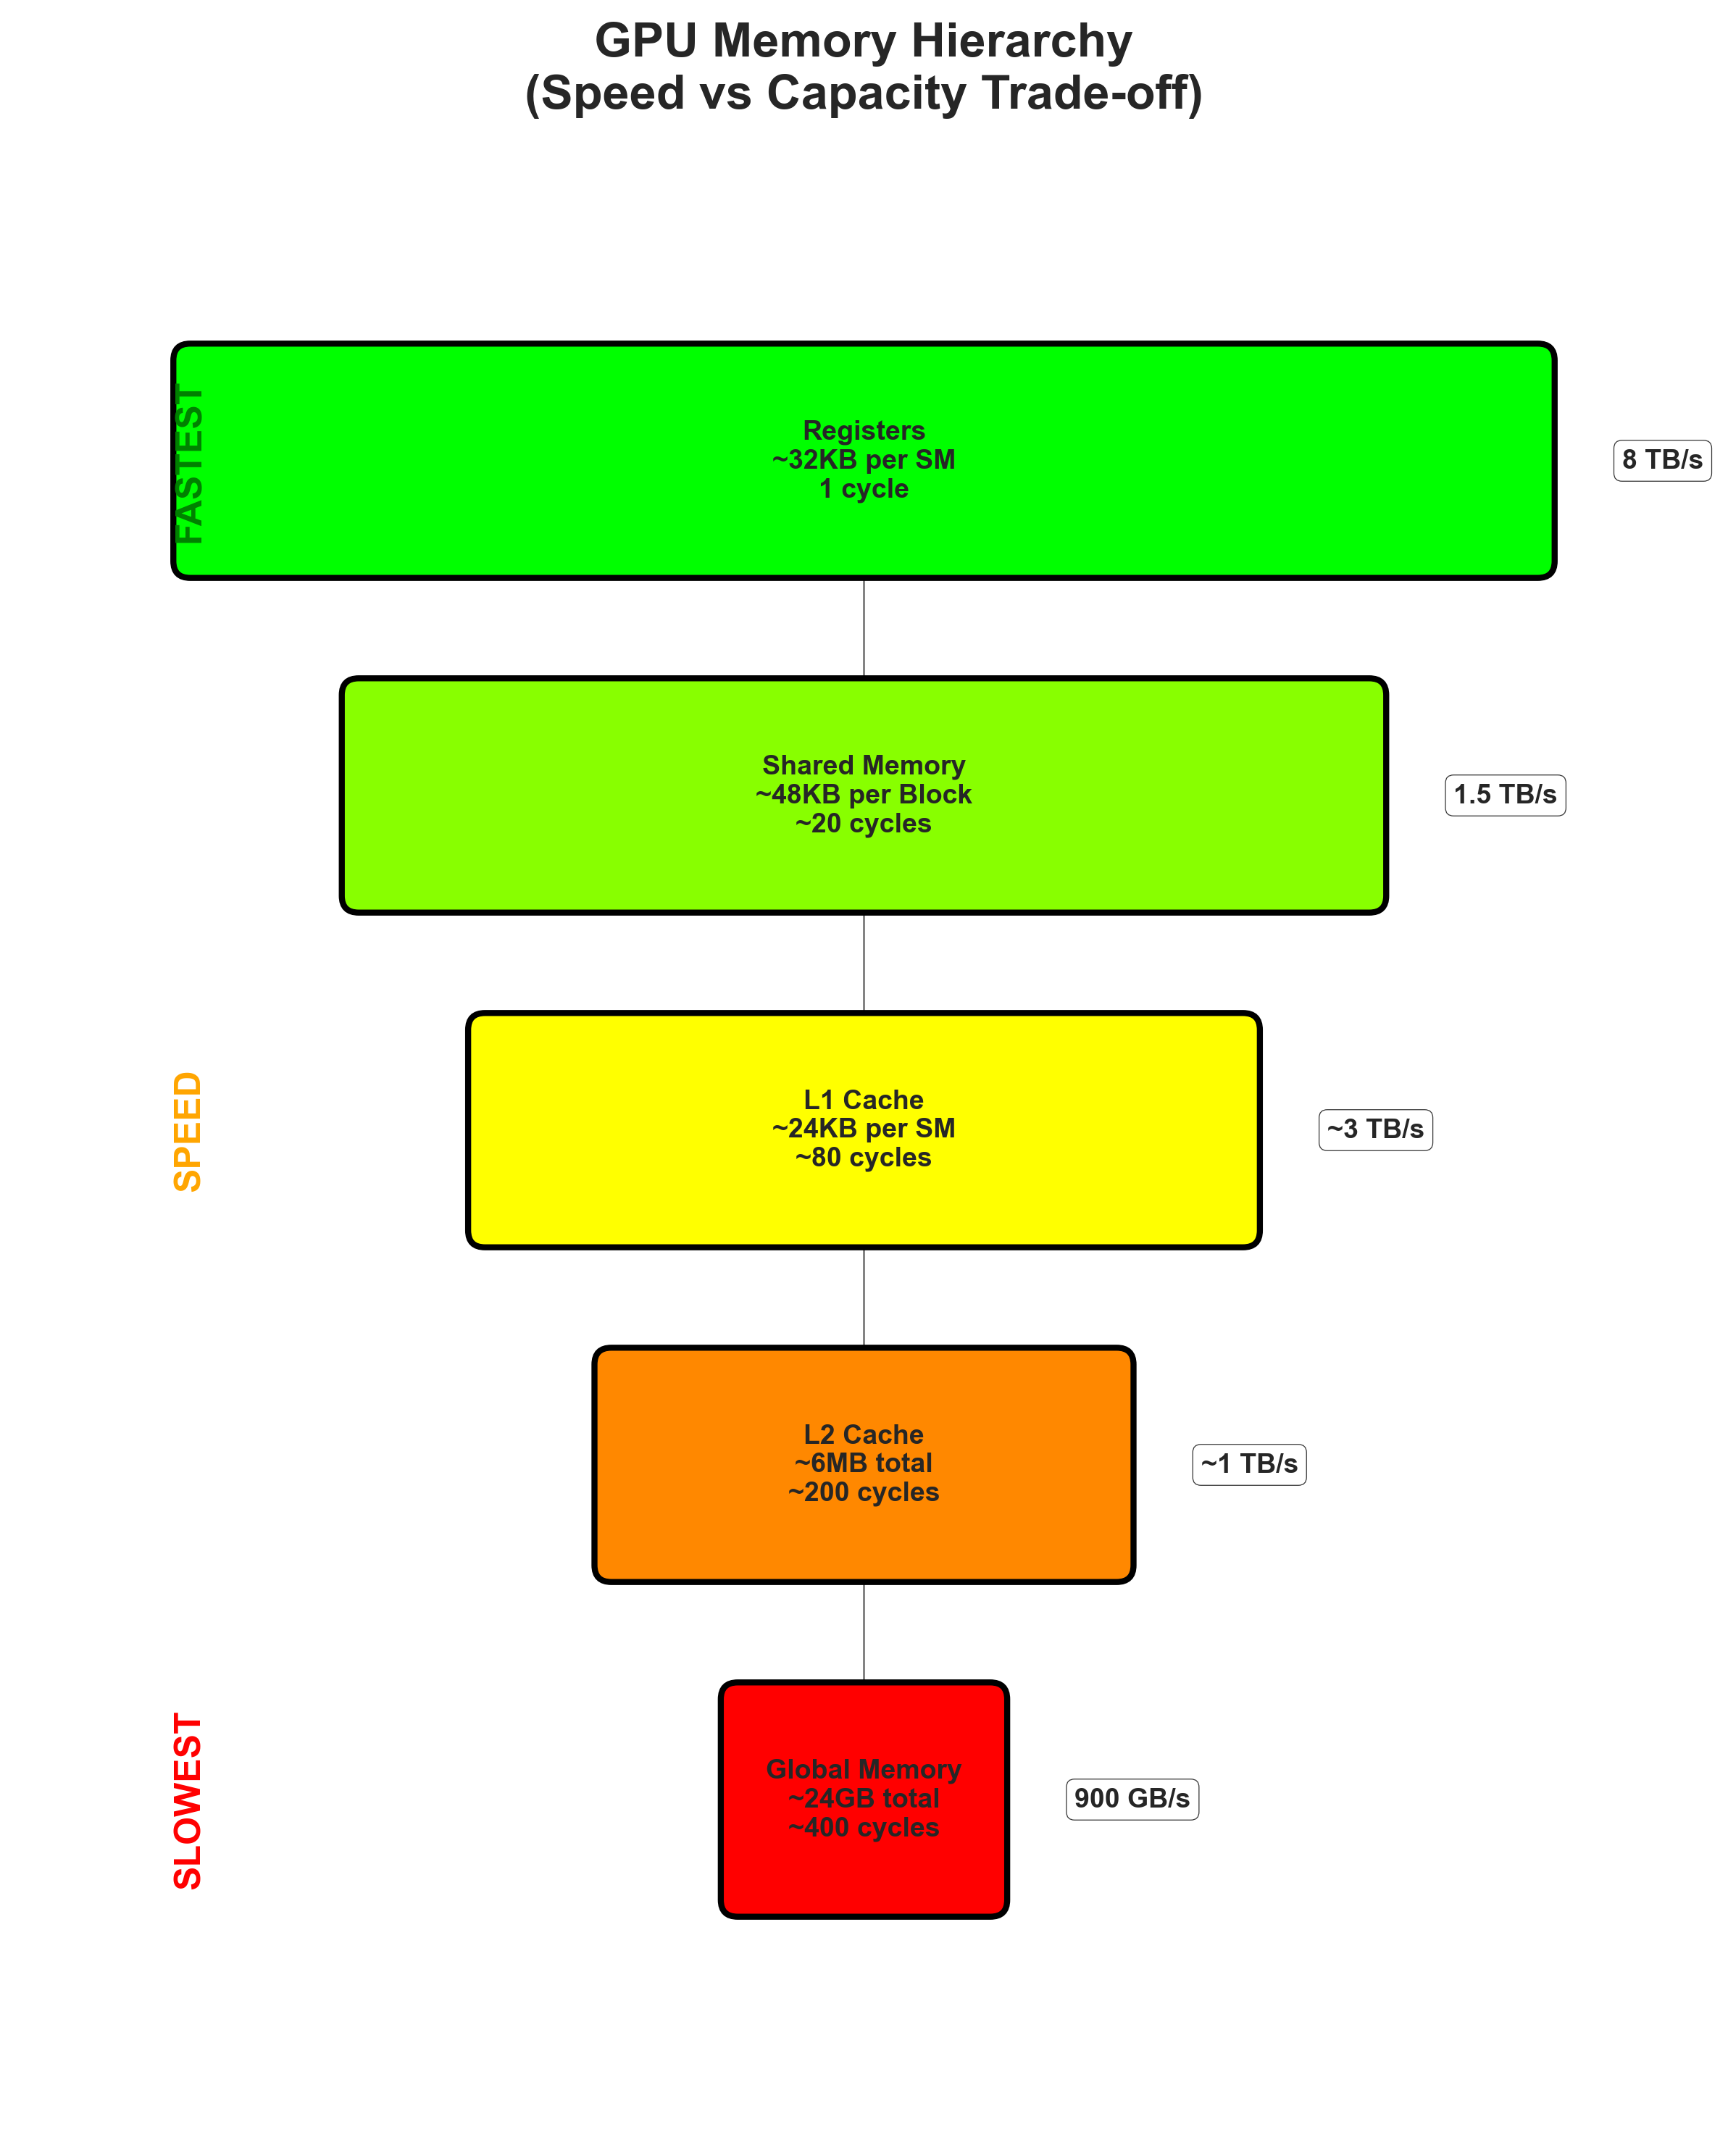 GPU Memory Hierarchy
(Speed vs Capacity Trade-off)
FASTEST
Registers
~32KB per SM
1 cycle
8 TB/s
Shared Memory
~48KB per Block
~20 cycles
1.5 TB/s
SPEED
L1 Cache
~24KB per SM
~80 cycles
~3 TB/s
L2 Cache
~6MB total
~200 cycles
~1 TB/s
SLOWEST
Global Memory
~24GB total
~400 cycles
900 GB/s